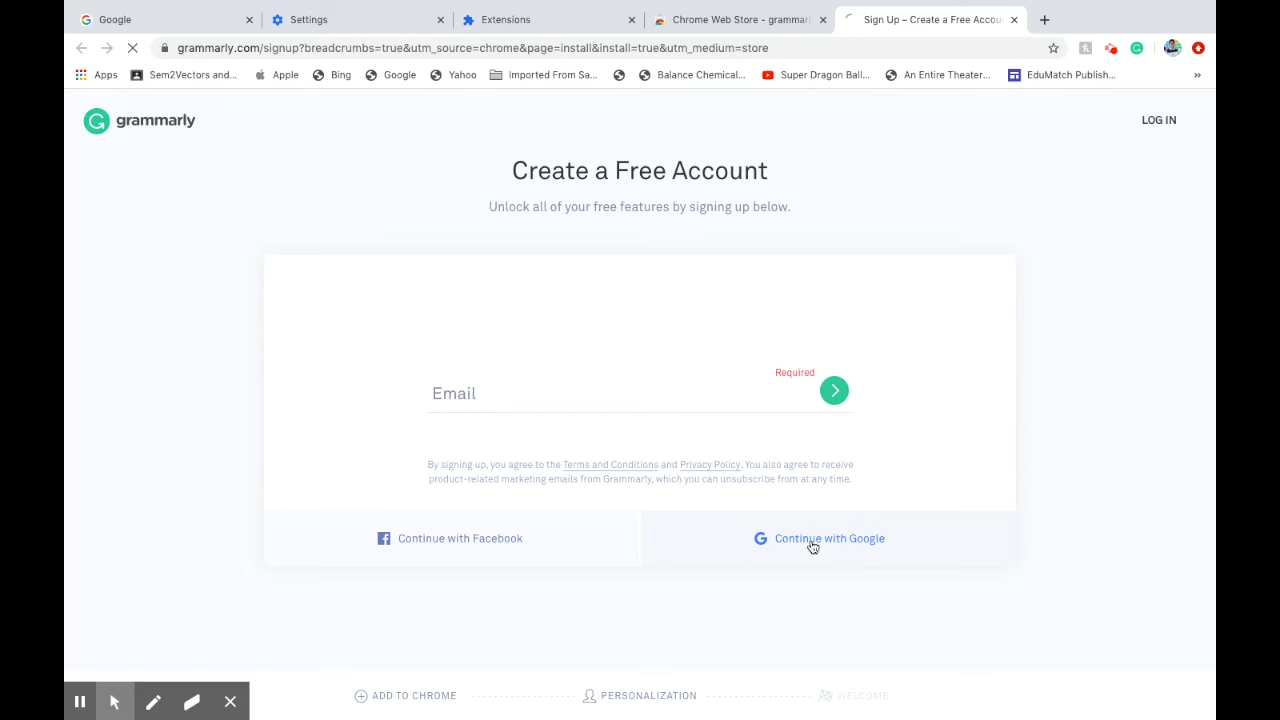 Google
Settings
Extensions
Chrome Web Store - grammarl
Sign Up – Create a Free Accou
grammarly.com/signup?breadcrumbs=true&utm_source=chrome&page=install&install=true&utm_medium=store
Apps
Sem2Vectors and...
Apple
Bing
Google
Yahoo
Imported From Sa...
Balance Chemical...
Super Dragon Ball...
An Entire Theater...
EduMatch Publish...
»
grammarly
LOG IN
Create a Free Account
Unlock all of your free features by signing up below.
Required
Email
By signing up, you agree to the Terms and Conditions and Privacy Policy. You also agree to receive
product-related marketing emails from Grammarly, which you can unsubscribe from at any time.
Continue with Facebook
Continue with Google
ADD TO CHROME
PERSONALIZATION
WELCOME